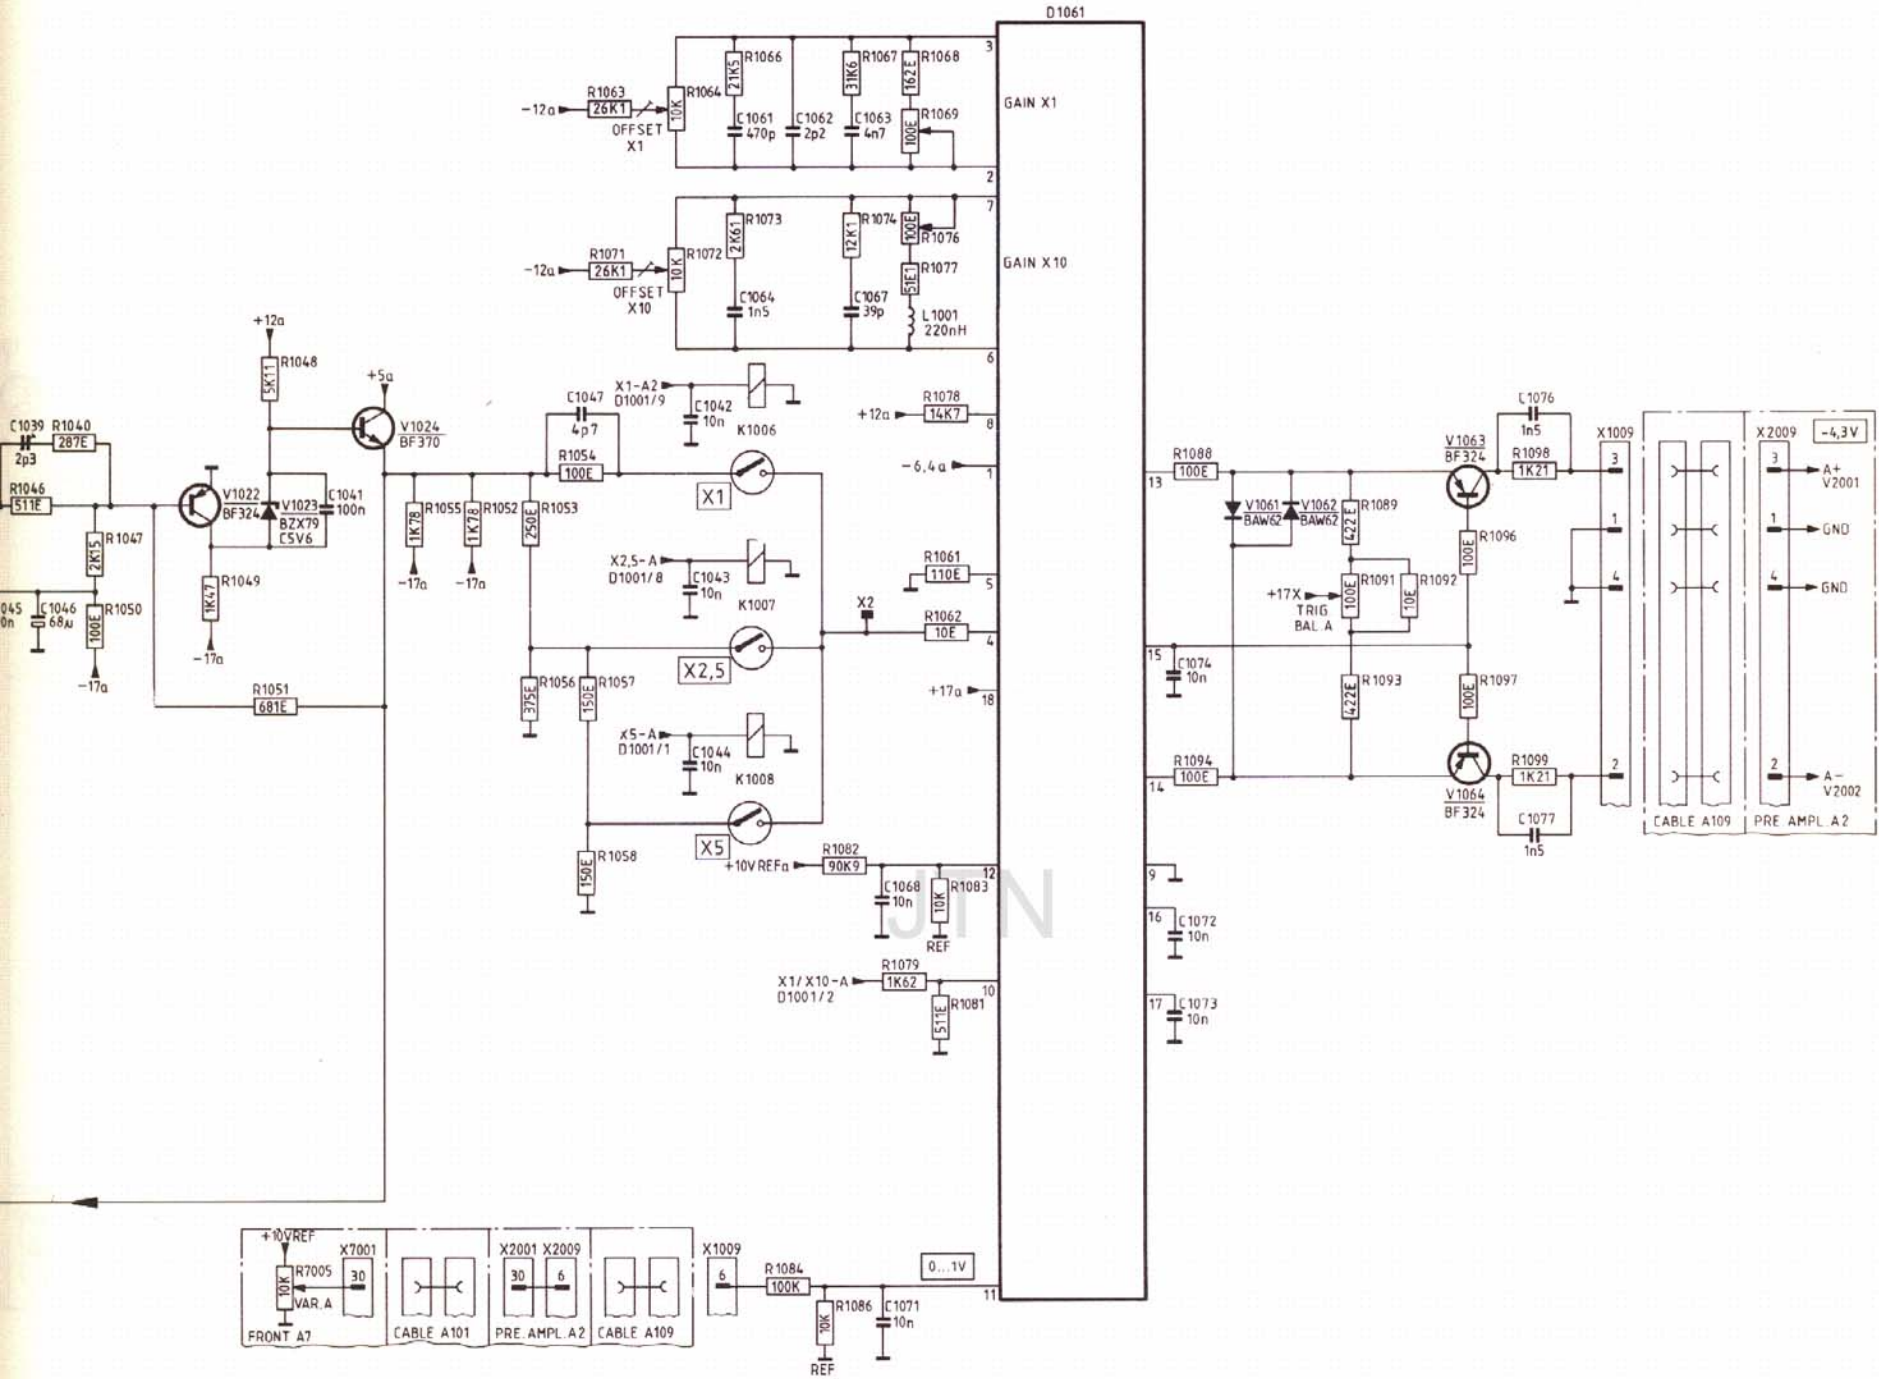 D1061
3
R1066
21K5
R1067
31K6
R1068
162E
R1063
-12a
26K1
R1064
10K
OFFSET
X1
C1061
470p
C1062
2p2
C1063
4n7
R1069
100E
GAIN X1
2
7
R1073
2K61
R1074
12K1
100E
R1076
R1071
-12a
26K1
R1072
10K
OFFSET
X10
R1077
51E1
GAIN X10
C1064
1n5
C1067
39p
L1001
220nH
6
+12a
R1048
5K11
+5a
X1-A2
D1001/9
C1042
10n
K1006
C1047
4p7
R1078
+12a
14K7
8
C1039
2p3
R1040
287E
V1024
BF370
R1054
100E
-6,4a
1
X1
R1046
511E
V1022
BF324
V1023
BZX79
C5V6
C1041
100n
R1055
1K78
R1052
1K78
R1053
250E
-17a
-17a
R1047
2K15
R1049
1K47
-17a
045
0n
C1046
68µ
R1050
100E
-17a
X2,5-A
D1001/8
C1043
10n
K1007
R1061
110E
5
X2
R1062
10E
4
X2,5
R1056
375E
R1057
150E
+17a
18
R1051
681E
X5-A
D1001/1
C1044
10n
K1008
X5
R1058
150E
+10V REFa
R1082
90K9
12
C1068
10n
R1083
10K
REF
JTN
X1/X10-A
D1001/2
R1079
1K62
10
R1081
511E
13
R1088
100E
V1061
BAW62
V1062
BAW62
R1089
422E
+17X
TRIG
BAL.A
R1091
100E
R1092
10E
V1063
BF324
C1076
1n5
R1098
1K21
R1096
100E
15
C1074
10n
R1093
422E
R1097
100E
14
R1094
100E
V1064
BF324
R1099
1K21
C1077
1n5
X1009
3
1
4
2
CABLE A109
X2009
-4,3V
3
A+
V2001
1
GND
4
GND
2
A-
V2002
PRE.AMPL.A2
9
16
C1072
10n
17
C1073
10n
+10VREF
R7005
10K
VAR.A
FRONT A7
X7001
30
CABLE A101
X2001 X2009
30 6
PRE.AMPL.A2
CABLE A109
X1009
6
R1084
100K
0...1V
11
R1086
10K
REF
C1071
10n